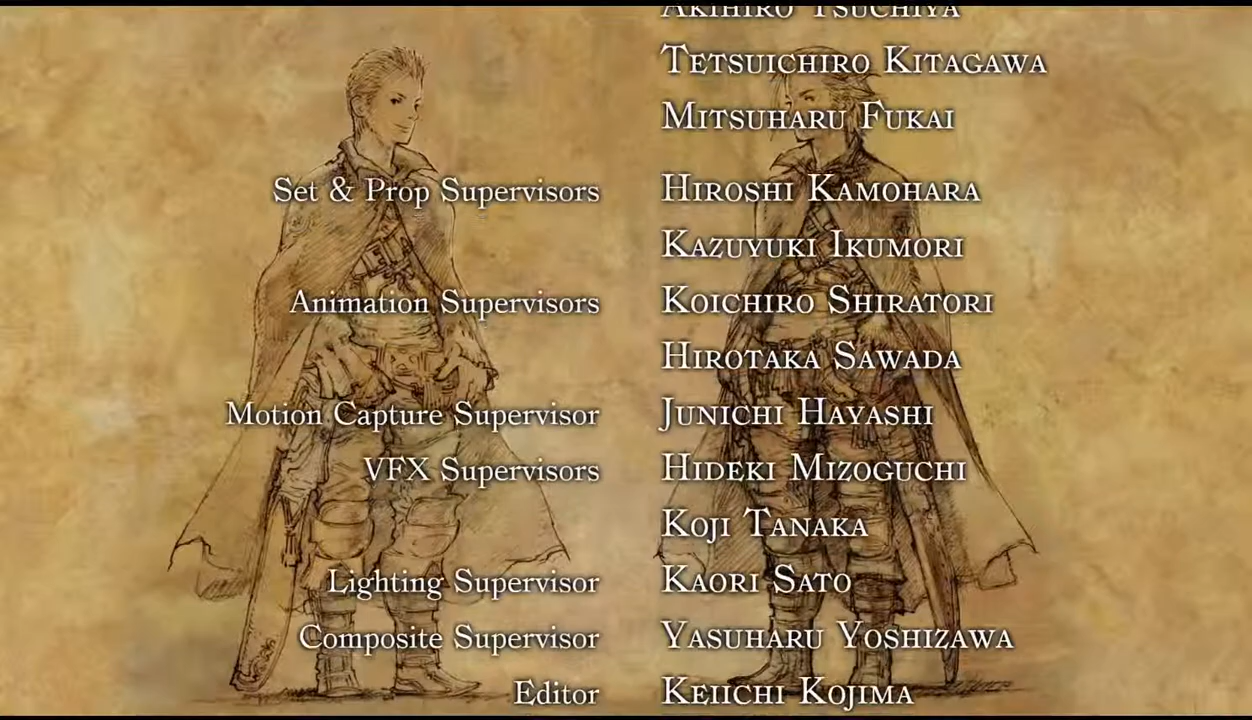 AKIHIRO TSUCHIYA
TETSUICHIRO KITAGAWA
MITSUHARU FUKAI
Set & Prop Supervisors HIROSHI KAMOHARA
KAZUYUKI IKUMORI
Animation Supervisors KOICHIRO SHIRATORI
HIROTAKA SAWADA
Motion Capture Supervisor JUNICHI HAYASHI
VFX Supervisors HIDEKI MIZOGUCHI
KOJI TANAKA
Lighting Supervisor KAORI SATO
Composite Supervisor YASUHARU YOSHIZAWA
Editor KEIICHI KOJIMA